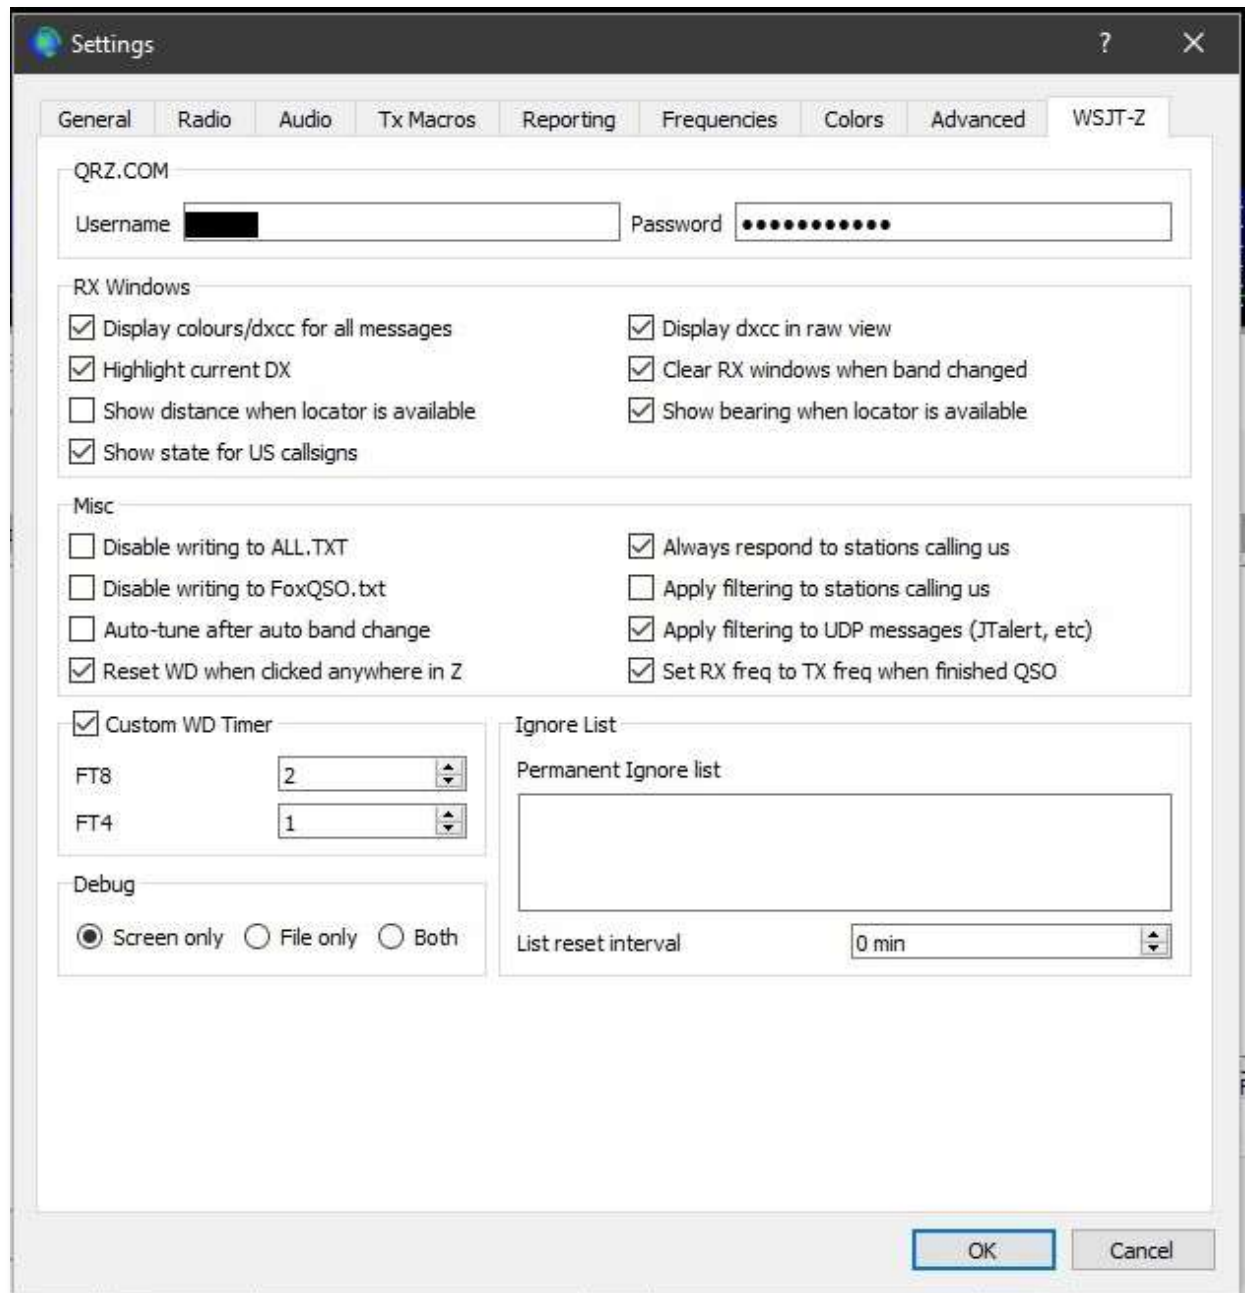 Settings ?
General Radio Audio Tx Macros Reporting Frequencies Colors Advanced WSJT-Z
QRZ.COM
Username Password ●●●●●●●●●●●
RX Windows
Display colours/dxcc for all messages Display dxcc in raw view
Highlight current DX Clear RX windows when band changed
Show distance when locator is available Show bearing when locator is available
Show state for US callsigns
Misc
Disable writing to ALL.TXT Always respond to stations calling us
Disable writing to FoxQSO.txt Apply filtering to stations calling us
Auto-tune after auto band change Apply filtering to UDP messages (JTalert, etc)
Reset WD when clicked anywhere in Z Set RX freq to TX freq when finished QSO
Custom WD Timer
FT8 2
FT4 1
Debug
Screen only File only Both
Ignore List
Permanent Ignore list
List reset interval 0 min
OK Cancel